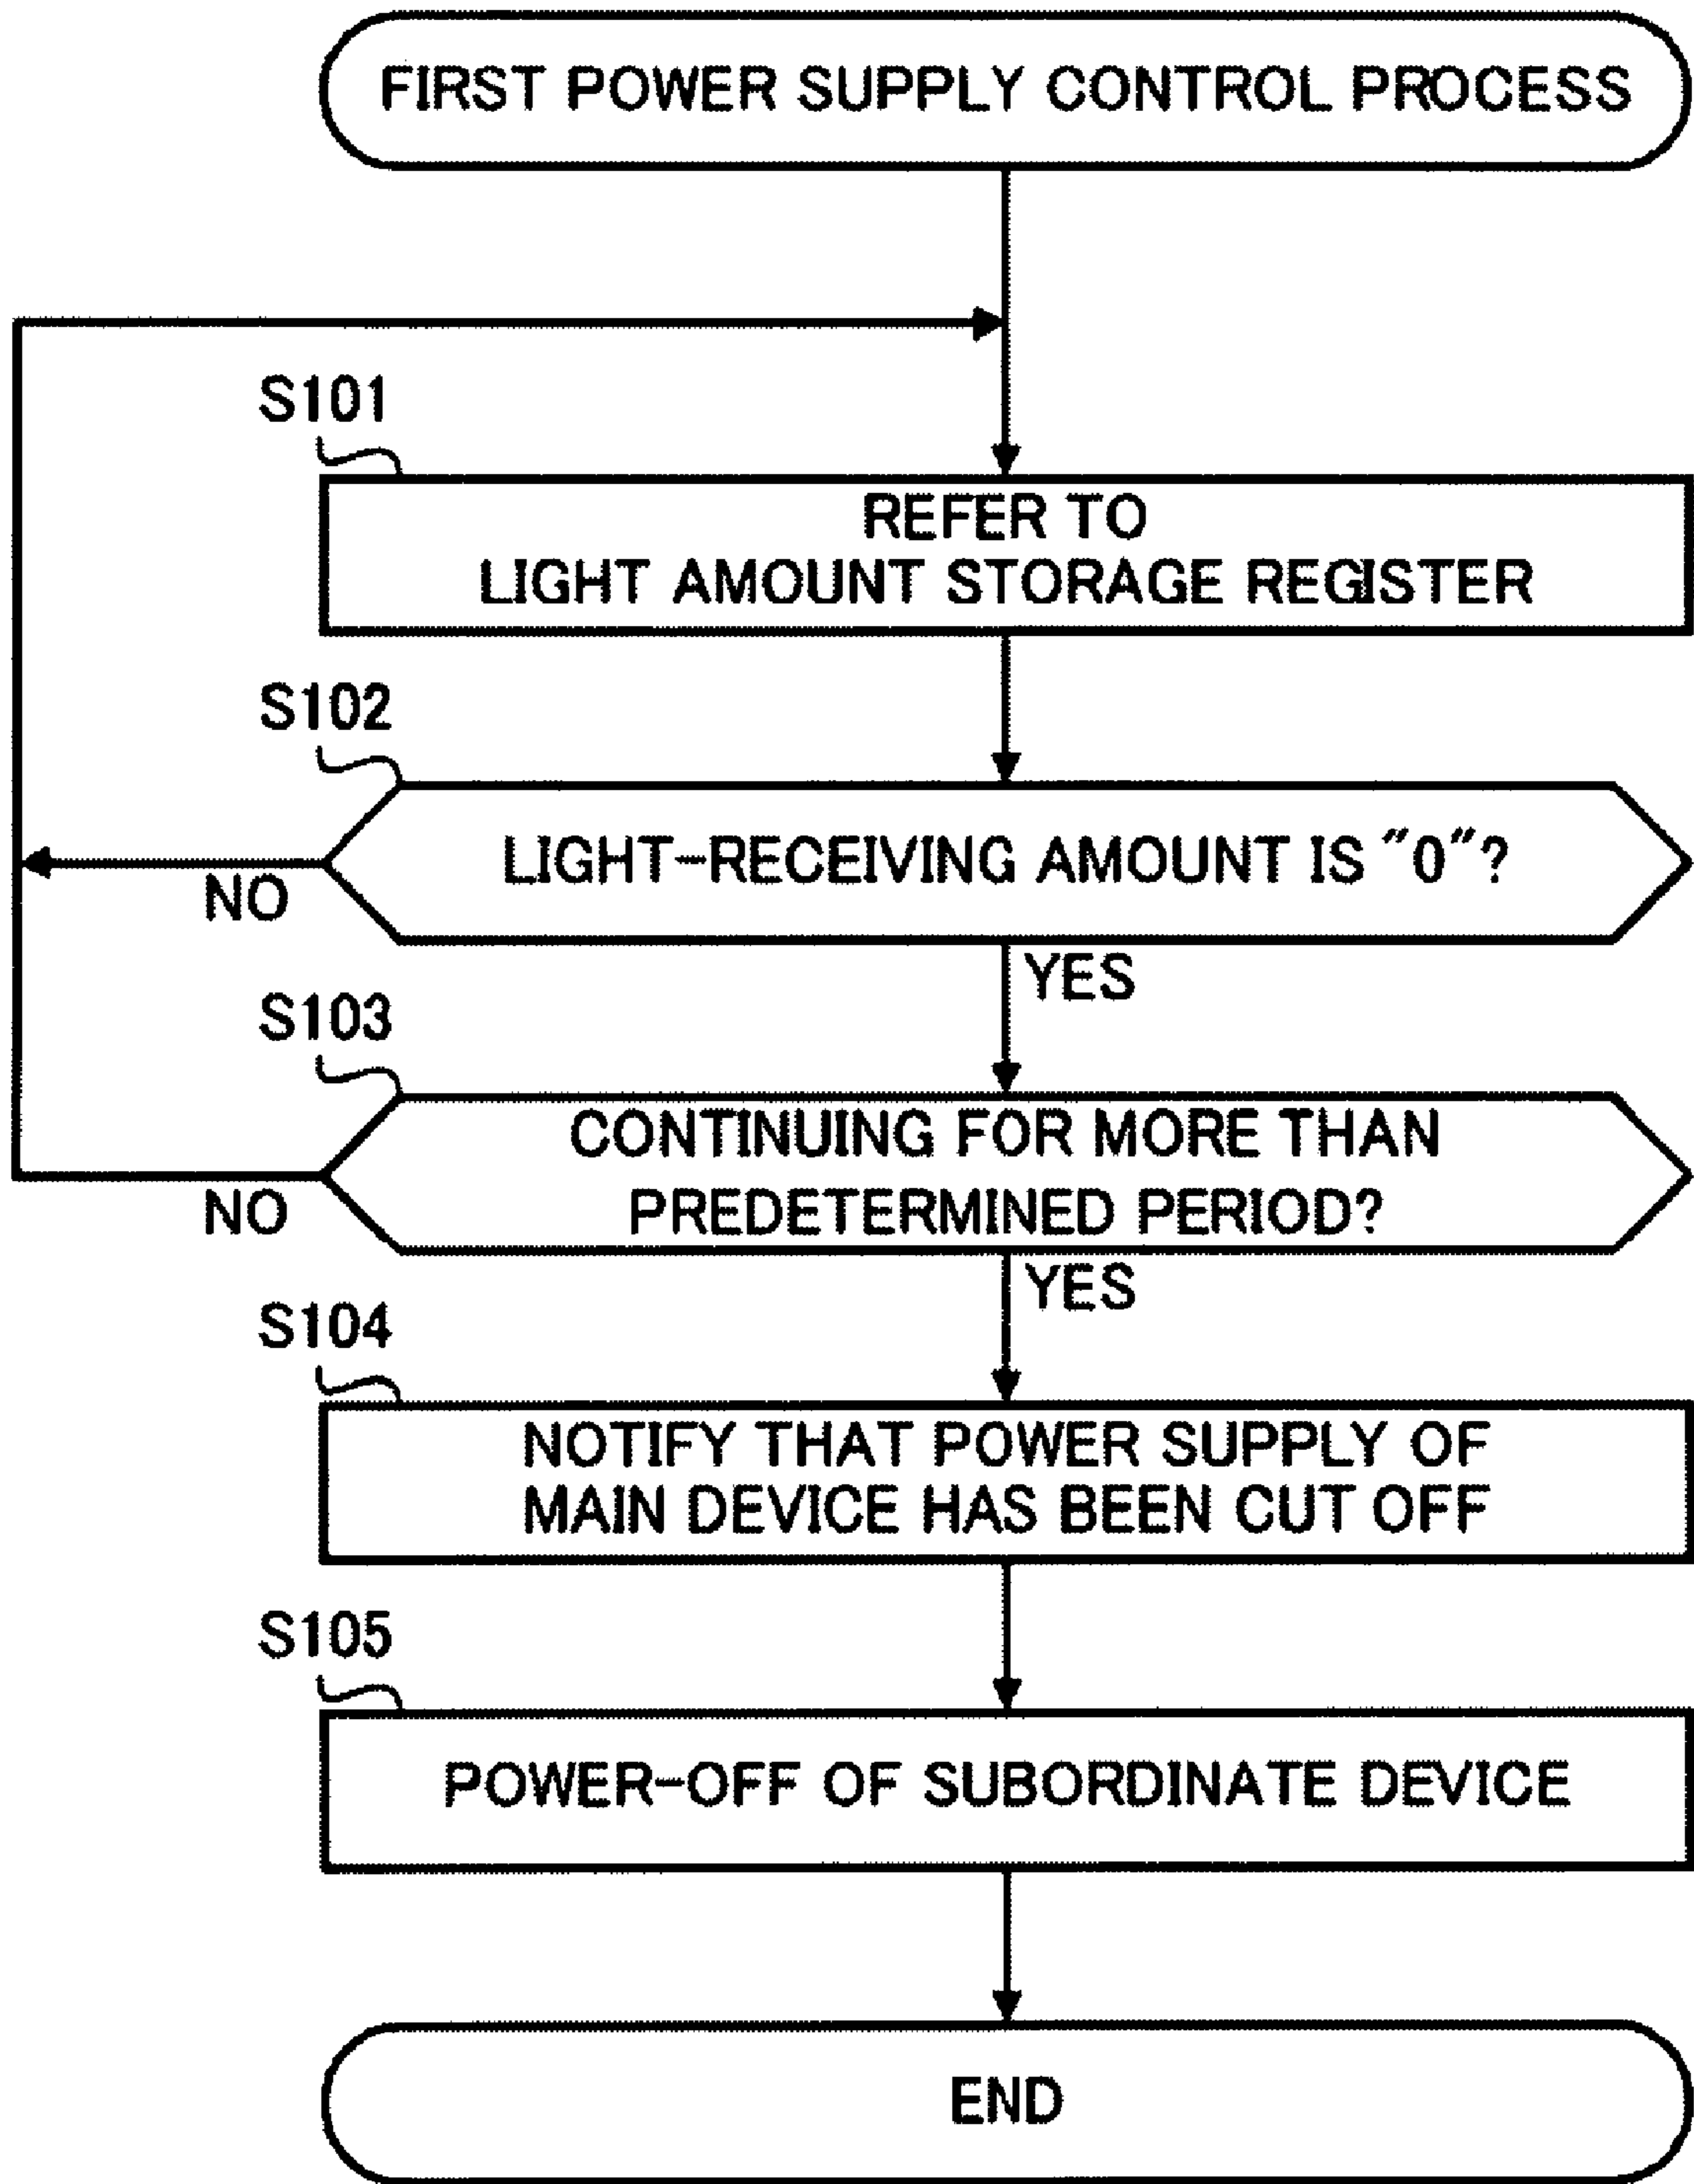 FIRST POWER SUPPLY CONTROL PROCESS
S101
REFER TO
LIGHT AMOUNT STORAGE REGISTER
S102
LIGHT-RECEIVING AMOUNT IS "0"?
NO
YES
S103
CONTINUING FOR MORE THAN
PREDETERMINED PERIOD?
NO
YES
S104
NOTIFY THAT POWER SUPPLY OF
MAIN DEVICE HAS BEEN CUT OFF
S105
POWER-OFF OF SUBORDINATE DEVICE
END